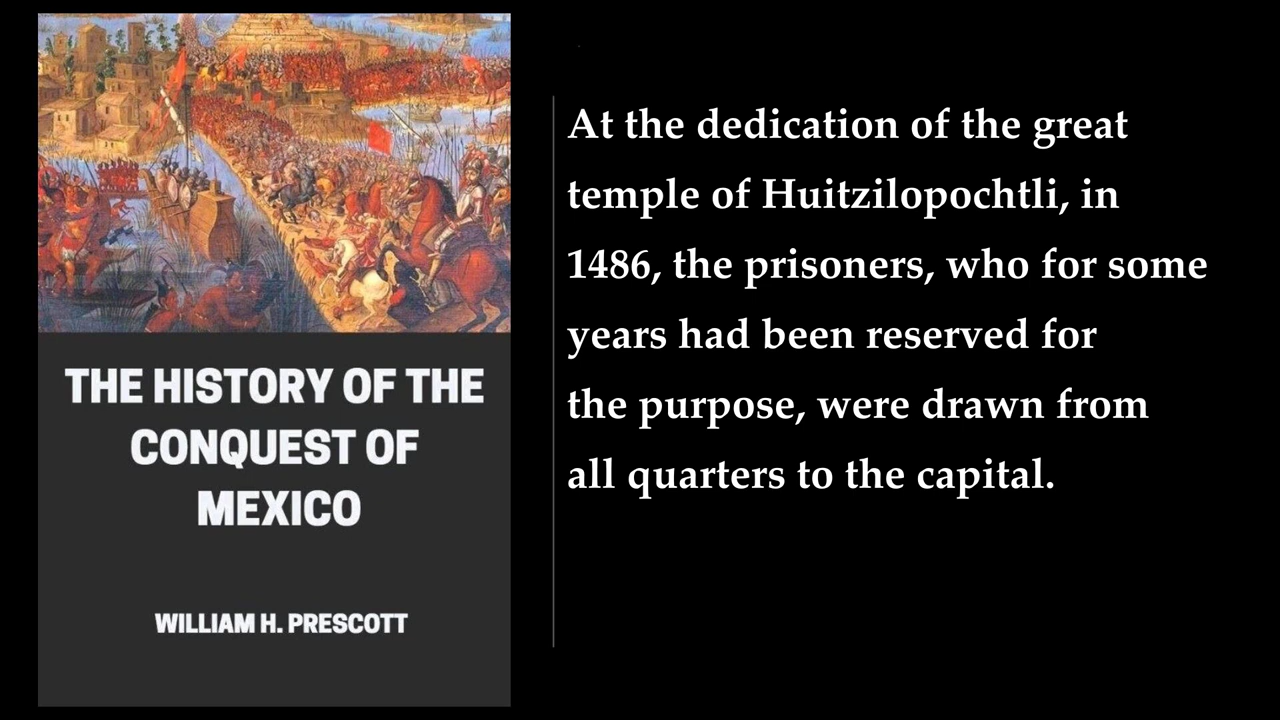 THE HISTORY OF THE
CONQUEST OF
MEXICO
WILLIAM H. PRESCOTT
At the dedication of the great
temple of Huitzilopochtli, in
1486, the prisoners, who for some
years had been reserved for
the purpose, were drawn from
all quarters to the capital.